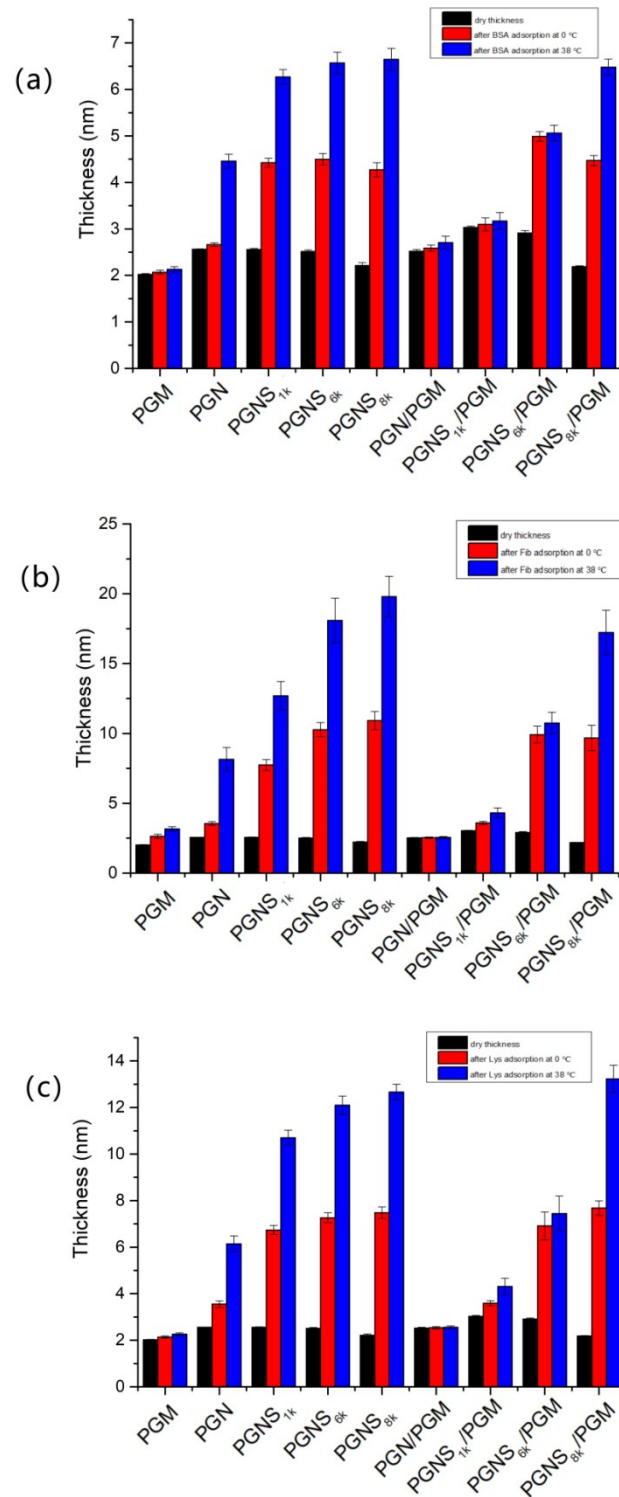 (a)
Thickness (nm)
7
6
5
4
3
2
1
0
dry thickness
after BSA adsorption at 0 °C
after BSA adsorption at 38 °C
PGM
PGN
PGNS1k
PGNS6k
PGNS8k
PGN/PGM
PGNS1k/PGM
PGNS6k/PGM
PGNS8k/PGM
(b)
Thickness (nm)
25
20
15
10
5
0
dry thickness
after Fib adsorption at 0 °C
after Fib adsorption at 38 °C
PGM
PGN
PGNS1k
PGNS6k
PGNS8k
PGN/PGM
PGNS1k/PGM
PGNS6k/PGM
PGNS8k/PGM
(c)
Thickness (nm)
14
12
10
8
6
4
2
0
dry thickness
after Lys adsorption at 0 °C
after Lys adsorption at 38 °C
PGM
PGN
PGNS1k
PGNS6k
PGNS8k
PGN/PGM
PGNS1k/PGM
PGNS6k/PGM
PGNS8k/PGM